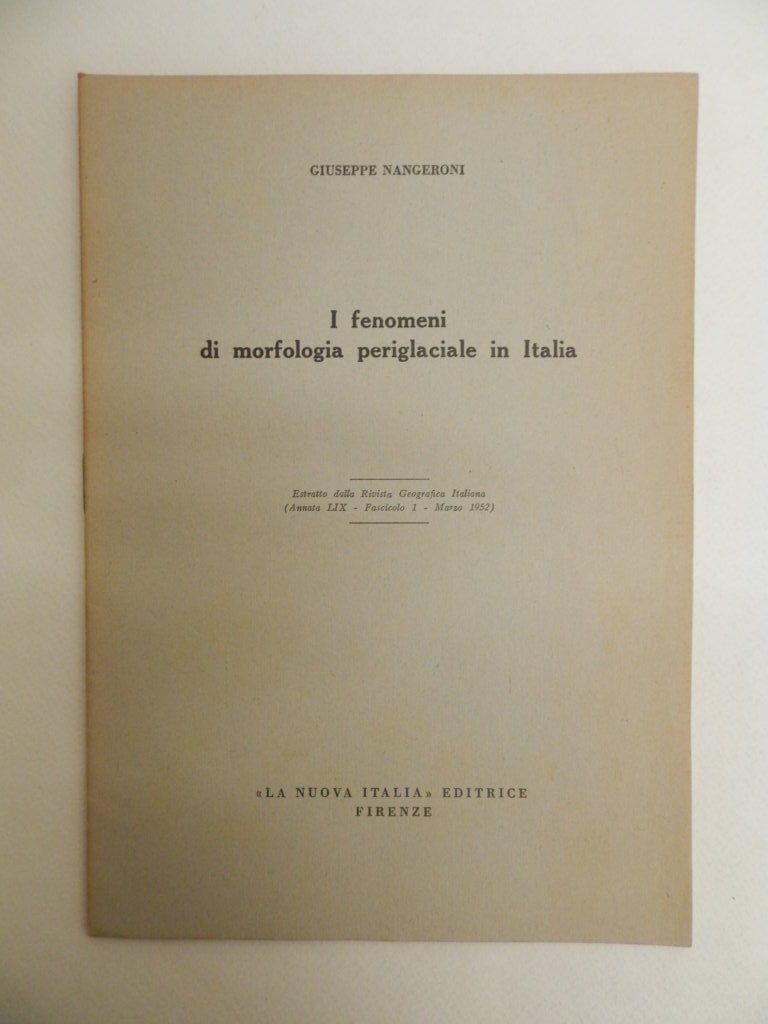 GIUSEPPE NANGERONI
I fenomeni
di morfologia periglaciale in Italia
Estratto dalla Rivista Geografica Italiana
(Annata LIX - Fascicolo 1 - Marzo 1952)
«LA NUOVA ITALIA» EDITRICE
FIRENZE